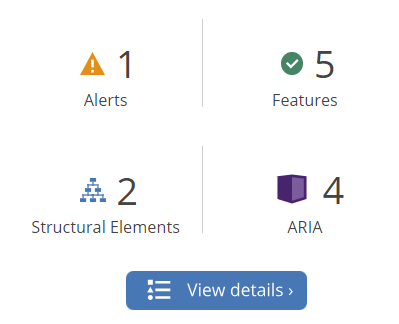 1
5
Alerts
Features
2
4
Structural Elements
ARIA
View details ›